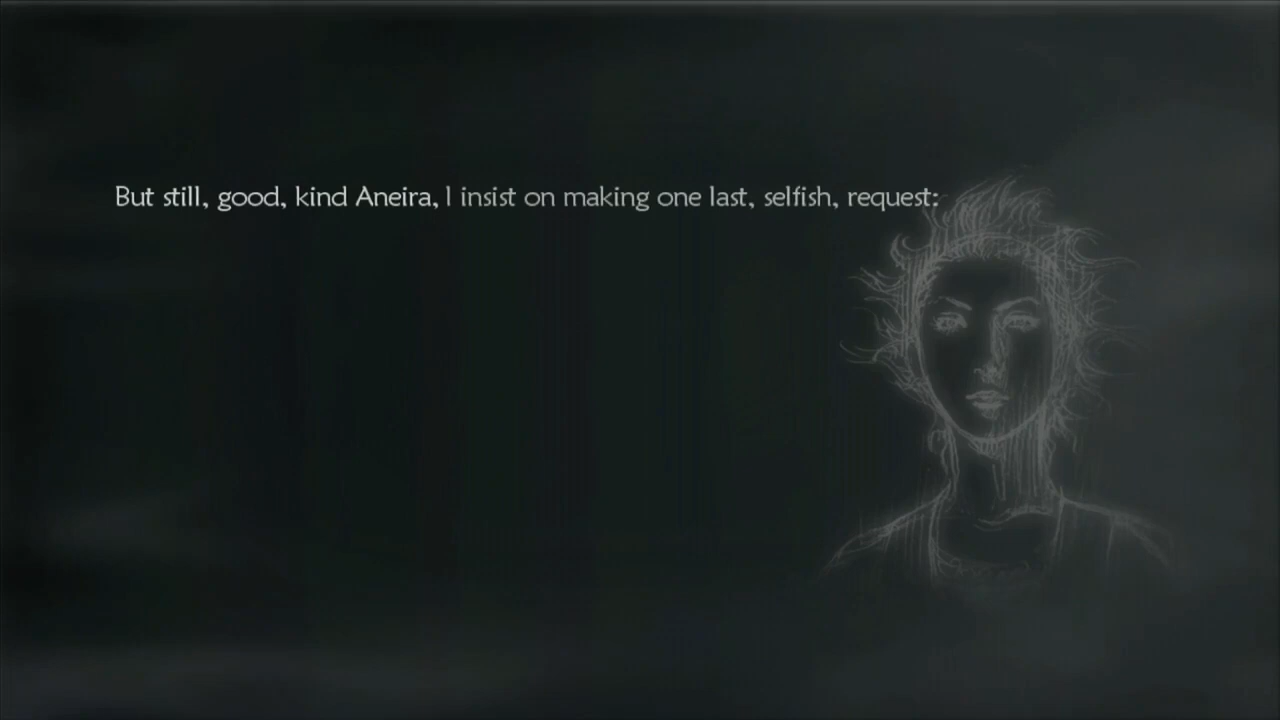 But still, good, kind Aneira, I insist on making one last, selfish, request: